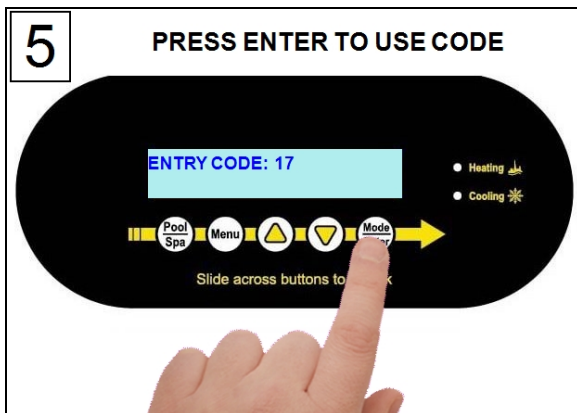 5
PRESS ENTER TO USE CODE
ENTRY CODE: 17
Heating
Cooling
Pool
Spa
Menu
Mode
Slide across buttons to